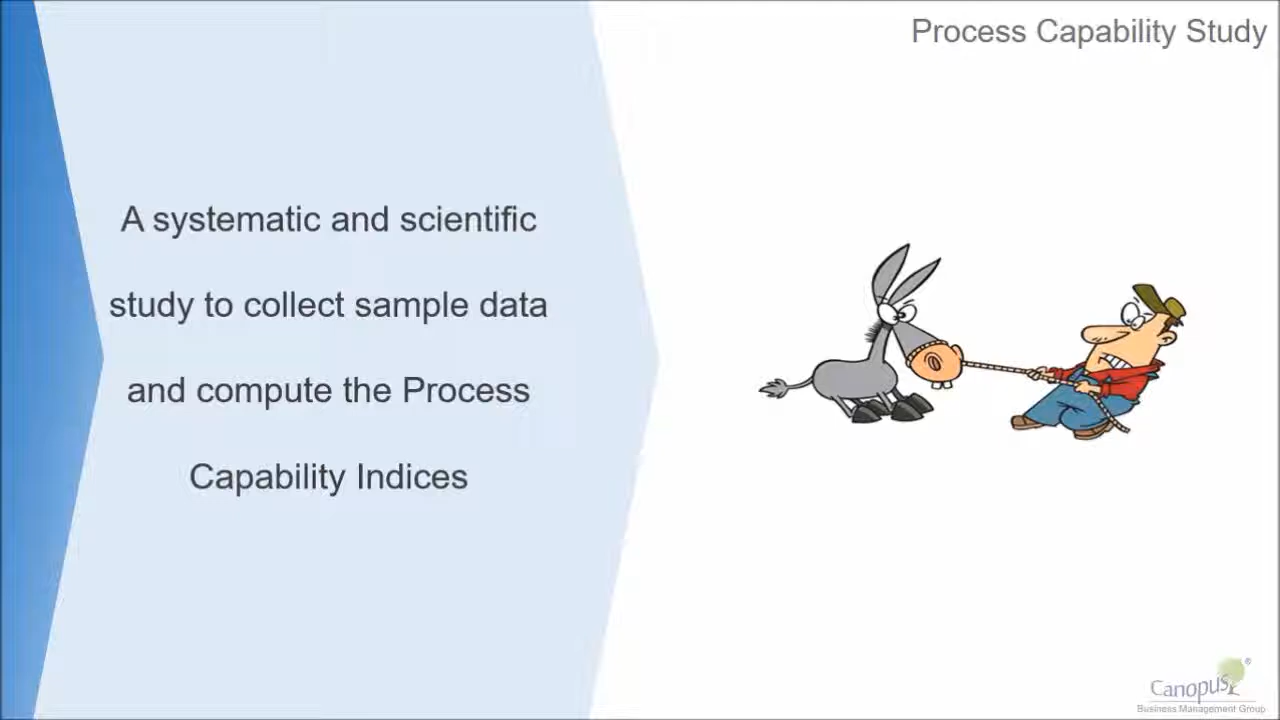 Process Capability Study
A systematic and scientific
study to collect sample data
and compute the Process
Capability Indices
Canopus®
Business Management Group